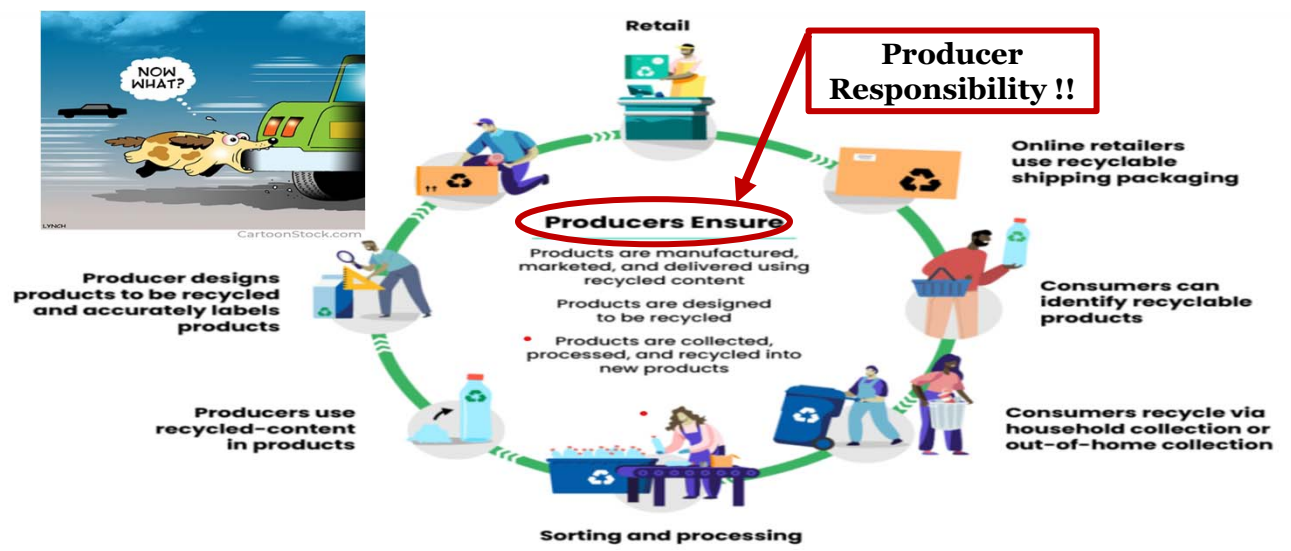 NOW
WHAT?
LYNCH
CartoonStock.com
Retail
Producer
Responsibility !!
Online retailers
use recyclable
shipping packaging
Producers Ensure
Products are manufactured,
marketed, and delivered using
recycled content
Products are designed
to be recycled
Products are collected,
processed, and recycled into
new products
Consumers can
identify recyclable
products
Consumers recycle via
household collection or
out-of-home collection
Sorting and processing
Producers use
recycled-content
in products
Producer designs
products to be recycled
and accurately labels
products